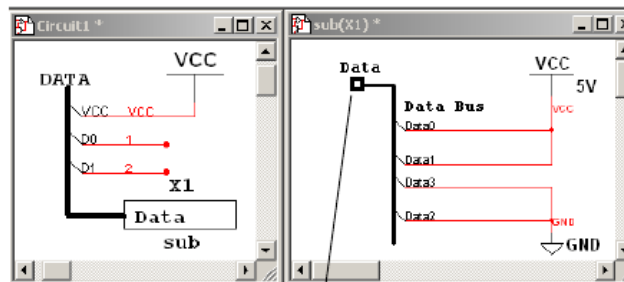 Circuit1 *
VCC
DATA
VCC VCC
D0 1
D1 2
X1
Data
sub
sub(X1) *
Data
VCC
5V
Data Bus
VCC
Data0
Data1
Data3
Data2
GND
GND